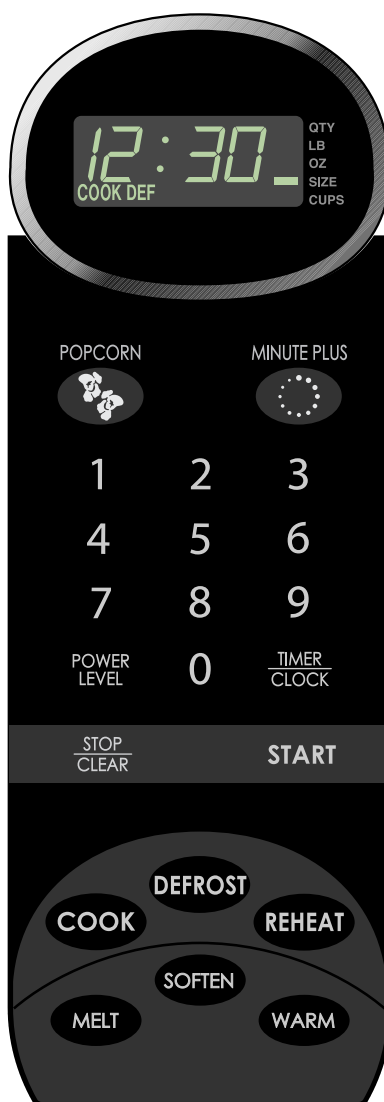 12:30
COOK DEF
QTY
LB
OZ
SIZE
CUPS
POPCORN
MINUTE PLUS
1 2 3
4 5 6
7 8 9
POWER
LEVEL
0
TIMER
CLOCK
STOP
CLEAR
START
DEFROST
COOK
REHEAT
SOFTEN
MELT
WARM